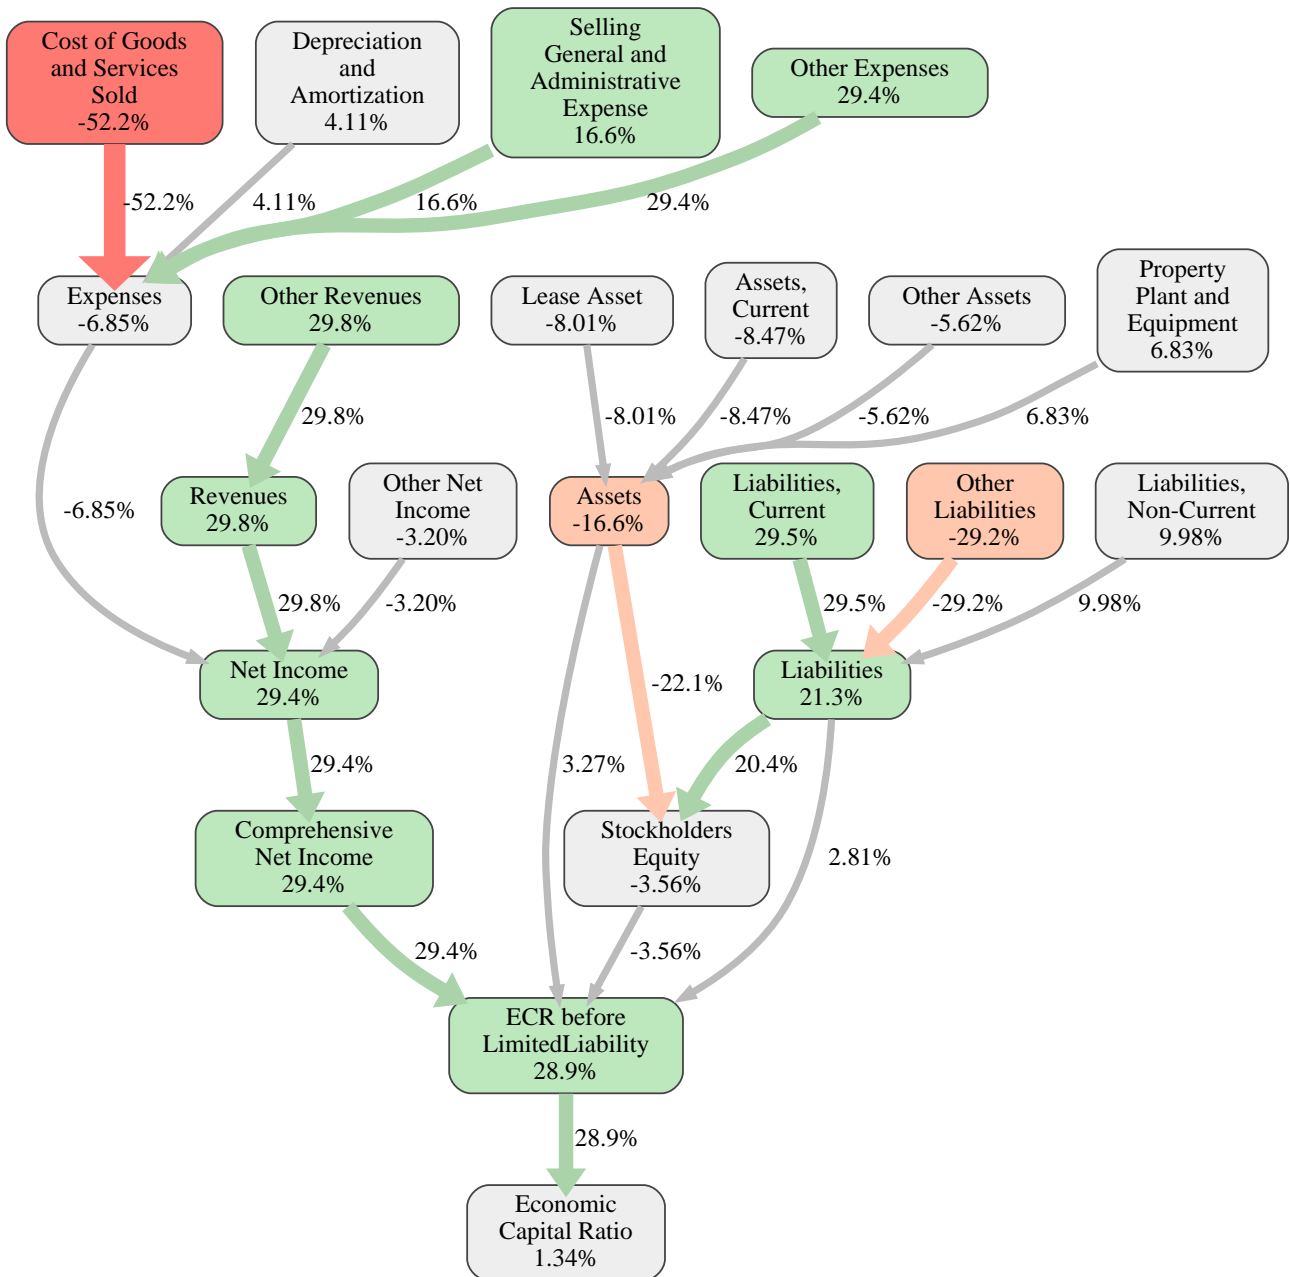 Cost of Goods
and Services
Sold
-52.2%
Depreciation
and
Amortization
4.11%
Selling
General and
Administrative
Expense
16.6%
Other Expenses
29.4%
-52.2%
4.11%
16.6%
29.4%
Expenses
-6.85%
Other Revenues
29.8%
Lease Asset
-8.01%
Assets,
Current
-8.47%
Other Assets
-5.62%
Property
Plant and
Equipment
6.83%
29.8%
-8.01%
-8.47%
-5.62%
6.83%
-6.85%
Revenues
29.8%
Other Net
Income
-3.20%
Assets
-16.6%
Liabilities,
Current
29.5%
Other
Liabilities
-29.2%
Liabilities,
Non-Current
9.98%
29.8%
-3.20%
29.5%
-29.2%
9.98%
Net Income
29.4%
-22.1%
Liabilities
21.3%
29.4%
3.27%
20.4%
Comprehensive
Net Income
29.4%
Stockholders
Equity
-3.56%
2.81%
29.4%
-3.56%
ECR before
LimitedLiability
28.9%
28.9%
Economic
Capital Ratio
1.34%